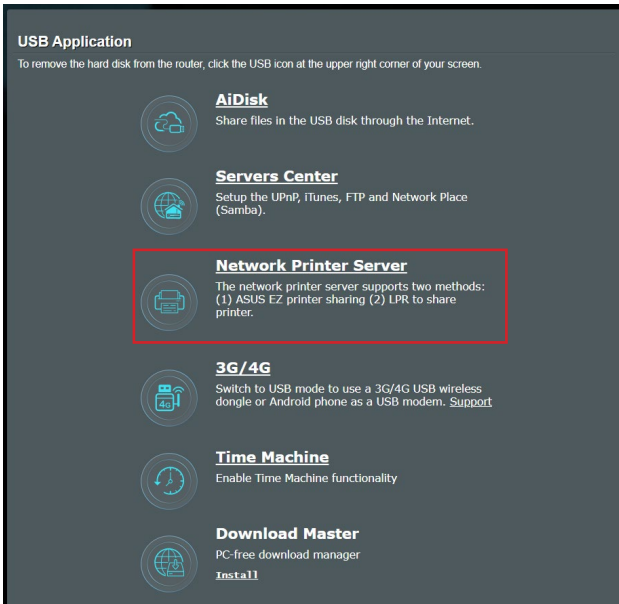 USB Application
To remove the hard disk from the router, click the USB icon at the upper right corner of your screen.
AiDisk
Share files in the USB disk through the Internet.
Servers Center
Setup the UPnP, iTunes, FTP and Network Place
(Samba).
Network Printer Server
The network printer server supports two methods:
(1) ASUS EZ printer sharing (2) LPR to share
printer.
3G/4G
4G
Switch to USB mode to use a 3G/4G USB wireless
dongle or Android phone as a USB modem. Support
Time Machine
Enable Time Machine functionality
Download Master
PC-free download manager
Install